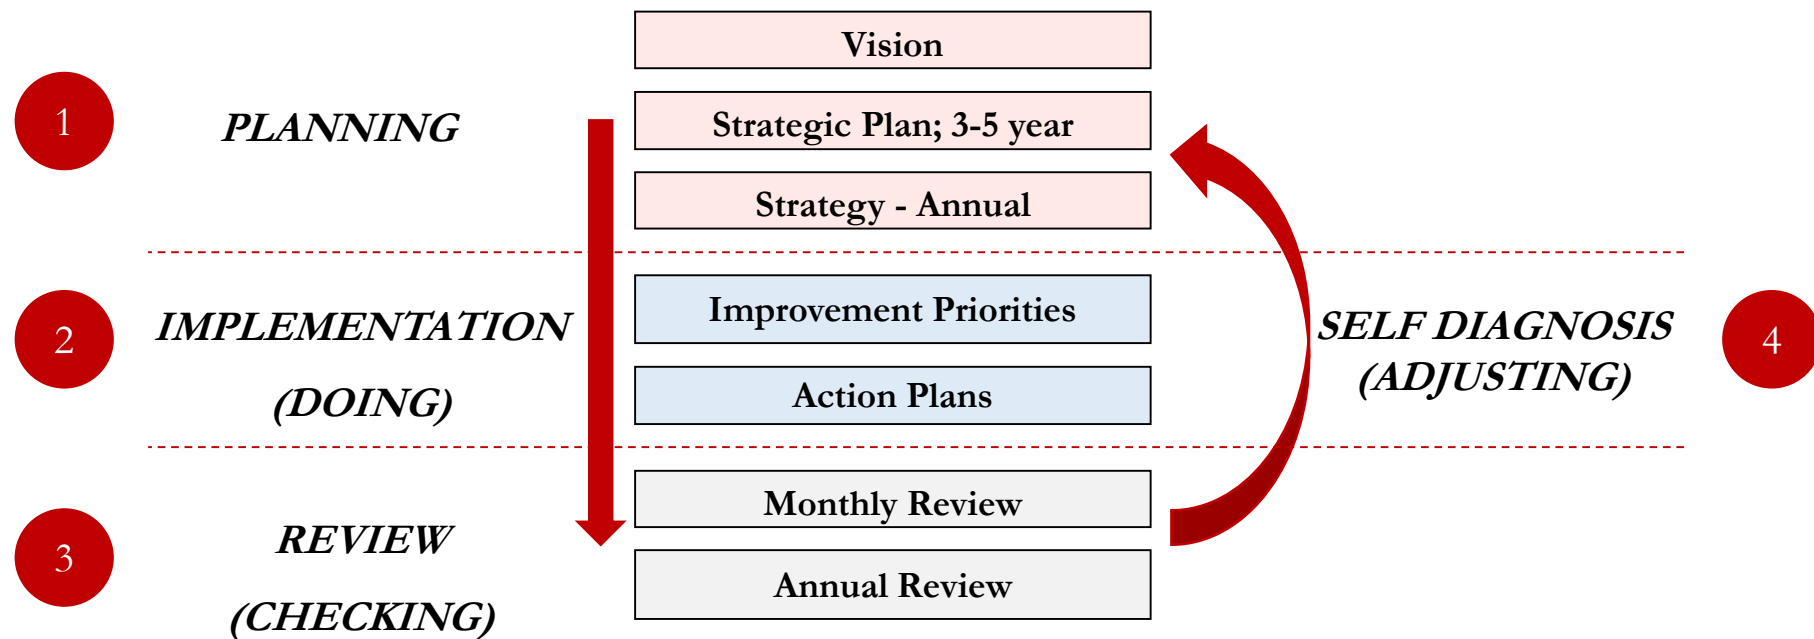 Vision
1
PLANNING
Strategic Plan; 3-5 year
Strategy - Annual
2
IMPLEMENTATION
(DOING)
Improvement Priorities
Action Plans
SELF DIAGNOSIS
(ADJUSTING)
4
3
REVIEW
(CHECKING)
Monthly Review
Annual Review